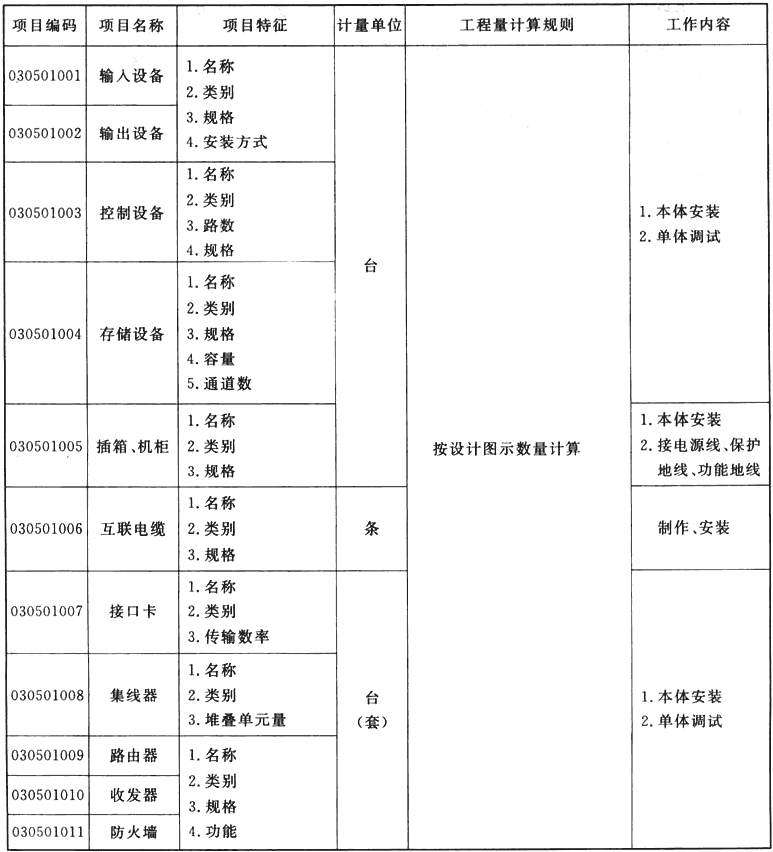 项目编码 项目名称 项目特征 计量单位 工程量计算规则 工作内容
030501001 输入设备
1.名称
2.类别
3.规格
4.安装方式
030501002 输出设备
030501003 控制设备
1.名称
2.类别
3.路数
4.规格
030501004 存储设备
1.名称
2.类别
3.规格
4.容量
5.通道数
台
1.本体安装
2.单体调试
030501005 插箱、机柜
1.名称
2.类别
3.规格
1.本体安装
2.接电源线、保护
地线、功能地线
按设计图示数量计算
030501006 互联电缆
1.名称
2.类别
3.规格
条
制作、安装
030501007 接口卡
1.名称
2.类别
3.传输数率
030501008 集线器
1.名称
2.类别
3.堆叠单元量
台
（套）
1.本体安装
2.单体调试
030501009 路由器
030501010 收发器
030501011 防火墙
1.名称
2.类别
3.规格
4.功能